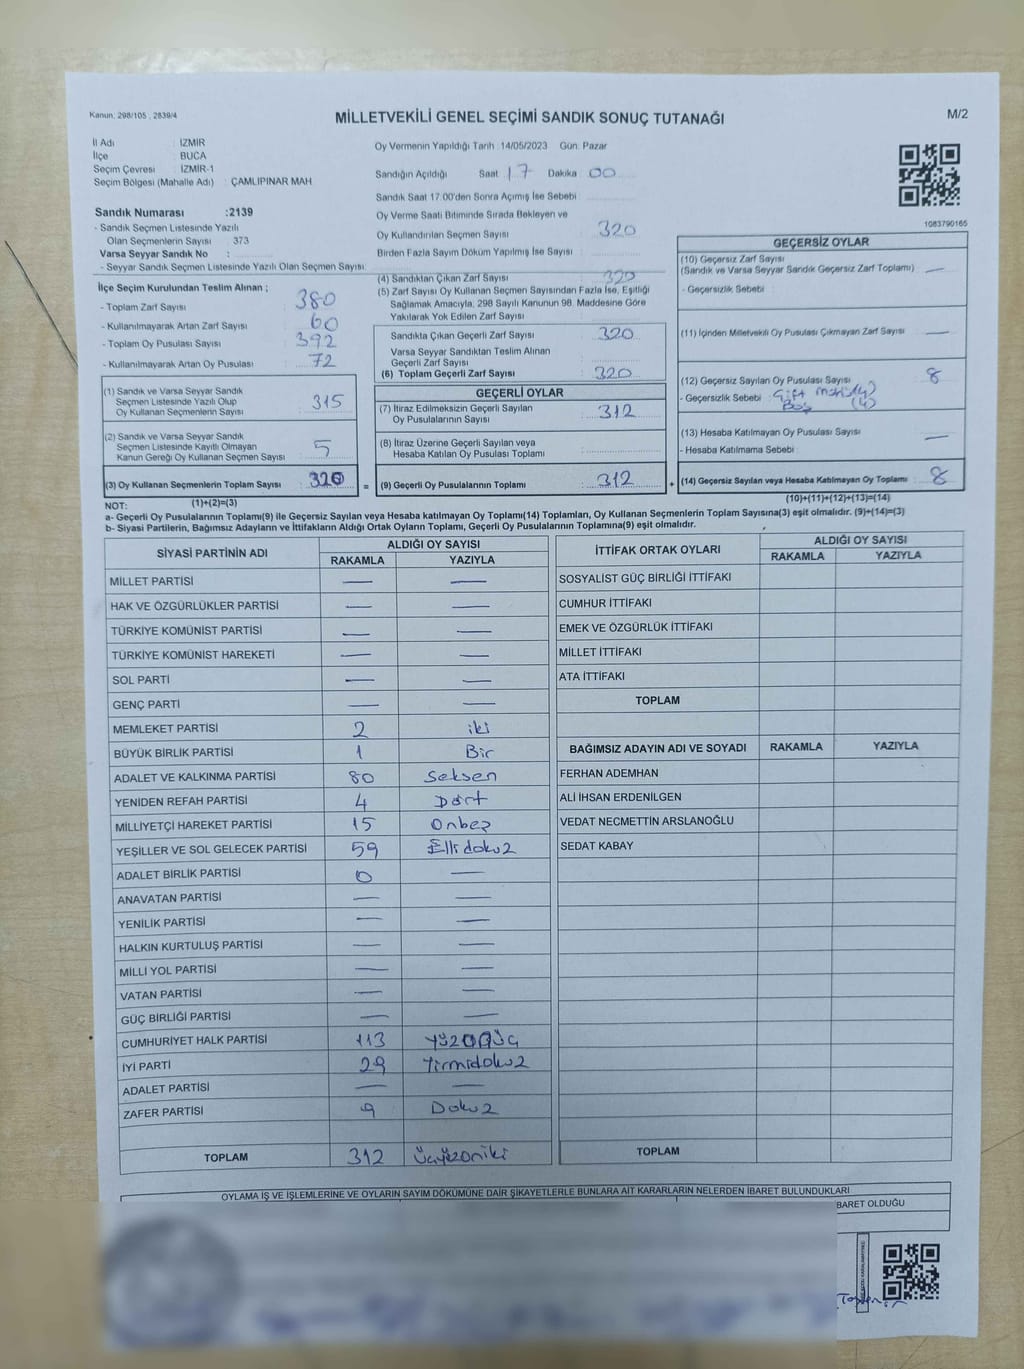 Kanun: 298/105 , 2839/4
MİLLETVEKİLİ GENEL SEÇİMİ SANDIK SONUÇ TUTANAĞI
M/2
İl Adı : İZMİR
İlçe : BUCA
Seçim Çevresi : İZMİR-1
Seçim Bölgesi (Mahalle Adı) : ÇAMLIPINAR MAH
Sandık Numarası :2139
- Sandık Seçmen Listesinde Yazılı
Olan Seçmenlerin Sayısı : 373
Varsa Seyyar Sandık No :
- Seyyar Sandık Seçmen Listesinde Yazılı Olan Seçmen Sayısı:
Oy Vermenin Yapıldığı Tarih :14/05/2023 Gün: Pazar
Sandığın Açıldığı Saat 17 Dakika 00
Sandık Saat 17.00'den Sonra Açımış İse Sebebi :
Oy Verme Saati Bitiminde Sırada Bekleyen ve
Oy Kullandırılan Seçmen Sayısı : 320
Birden Fazla Sayım Döküm Yapılmış İse Sayısı :
1083790165
İlçe Seçim Kurulundan Teslim Alınan ;
- Toplam Zarf Sayısı : 380
- Kullanılmayarak Artan Zarf Sayısı : 60
- Toplam Oy Pusulası Sayısı : 392
- Kullanılmayarak Artan Oy Pusulası : 72
(1) Sandık ve Varsa Seyyar Sandık
Seçmen Listesinde Yazılı Olup
Oy Kullanan Seçmenlerin Sayısı : 315
(2) Sandık ve Varsa Seyyar Sandık
Seçmen Listesinde Kayıtlı Olmayan
Kanun Gereği Oy Kullanan Seçmen Sayısı : 5
(3) Oy Kullanan Seçmenlerin Toplam Sayısı : 320
(4) Sandıktan Çıkan Zarf Sayısı : 320
(5) Zarf Sayısı Oy Kullanan Seçmen Sayısından Fazla İse, Eşitliği
Sağlamak Amacıyla, 298 Sayılı Kanunun 98. Maddesine Göre
Yakılarak Yok Edilen Zarf Sayısı :
Sandıkta Çıkan Geçerli Zarf Sayısı : 320
Varsa Seyyar Sandıktan Teslim Alınan
Geçerli Zarf Sayısı :
(6) Toplam Geçerli Zarf Sayısı : 320
GEÇERLİ OYLAR
(7) İtiraz Edilmeksizin Geçerli Sayılan
Oy Pusulalarının Sayısı : 312
(8) İtiraz Üzerine Geçerli Sayılan veya
Hesaba Katılan Oy Pusulası Toplamı :
= (9) Geçerli Oy Pusulalarının Toplamı : 312
GEÇERSİZ OYLAR
(10) Geçersiz Zarf Sayısı
(Sandık ve Varsa Seyyar Sandık Geçersiz Zarf Toplamı) : —
- Geçersizlik Sebebi :
(11) İçinden Milletvekili Oy Pusulası Çıkmayan Zarf Sayısı : —
(12) Geçersiz Sayılan Oy Pusulası Sayısı : 8
- Geçersizlik Sebebi :
Boş (4)
(13) Hesaba Katılmayan Oy Pusulası Sayısı : —
- Hesaba Katılmama Sebebi :
+ (14) Geçersiz Sayılan veya Hesaba Katılmayan Oy Toplamı : 8
NOT: (1)+(2)=(3) (10)+(11)+(12)+(13)=(14)
a- Geçerli Oy Pusulalarının Toplamı(9) ile Geçersiz Sayılan veya Hesaba katılmayan Oy Toplamı(14) Toplamları, Oy Kullanan Seçmenlerin Toplam Sayısına(3) eşit olmalıdır. (9)+(14)=(3)
b- Siyasi Partilerin, Bağımsız Adayların ve İttifakların Aldığı Ortak Oyların Toplamı, Geçerli Oy Pusulalarının Toplamına(9) eşit olmalıdır.
SİYASİ PARTİNİN ADI ALDIĞI OY SAYISI
RAKAMLA YAZIYLA
MİLLET PARTİSİ — —
HAK VE ÖZGÜRLÜKLER PARTİSİ — —
TÜRKİYE KOMÜNİST PARTİSİ — —
TÜRKİYE KOMÜNİST HAREKETİ — —
SOL PARTİ — —
GENÇ PARTİ — —
MEMLEKET PARTİSİ 2 iki
BÜYÜK BİRLİK PARTİSİ 1 Bir
ADALET VE KALKINMA PARTİSİ 80 Seksen
YENİDEN REFAH PARTİSİ 4 Dört
MİLLİYETÇİ HAREKET PARTİSİ 15 Onbeş
YEŞİLLER VE SOL GELECEK PARTİSİ 59 Ellidokuz
ADALET BİRLİK PARTİSİ 0 —
ANAVATAN PARTİSİ — —
YENİLİK PARTİSİ — —
HALKIN KURTULUŞ PARTİSİ — —
MİLLİ YOL PARTİSİ — —
VATAN PARTİSİ — —
GÜÇ BİRLİĞİ PARTİSİ — —
CUMHURİYET HALK PARTİSİ 113 Yüzonüç
İYİ PARTİ 29 Yirmidokuz
ADALET PARTİSİ — —
ZAFER PARTİSİ 9 Dokuz
TOPLAM 312 Üçyüzoniki
İTTİFAK ORTAK OYLARI ALDIĞI OY SAYISI
RAKAMLA YAZIYLA
SOSYALİST GÜÇ BİRLİĞİ İTTİFAKI
CUMHUR İTTİFAKI
EMEK VE ÖZGÜRLÜK İTTİFAKI
MİLLET İTTİFAKI
ATA İTTİFAKI
TOPLAM
BAĞIMSIZ ADAYIN ADI VE SOYADI RAKAMLA YAZIYLA
FERHAN ADEMHAN
ALİ İHSAN ERDENİLGEN
VEDAT NECMETTİN ARSLANOĞLU
SEDAT KABAY
TOPLAM
OYLAMA İŞ VE İŞLEMLERİNE VE OYLARIN SAYIM DÖKÜMÜNE DAİR ŞİKAYETLERLE BUNLARA AİT KARARLARIN NELERDEN İBARET BULUNDUKLARI
BARET OLDUĞU